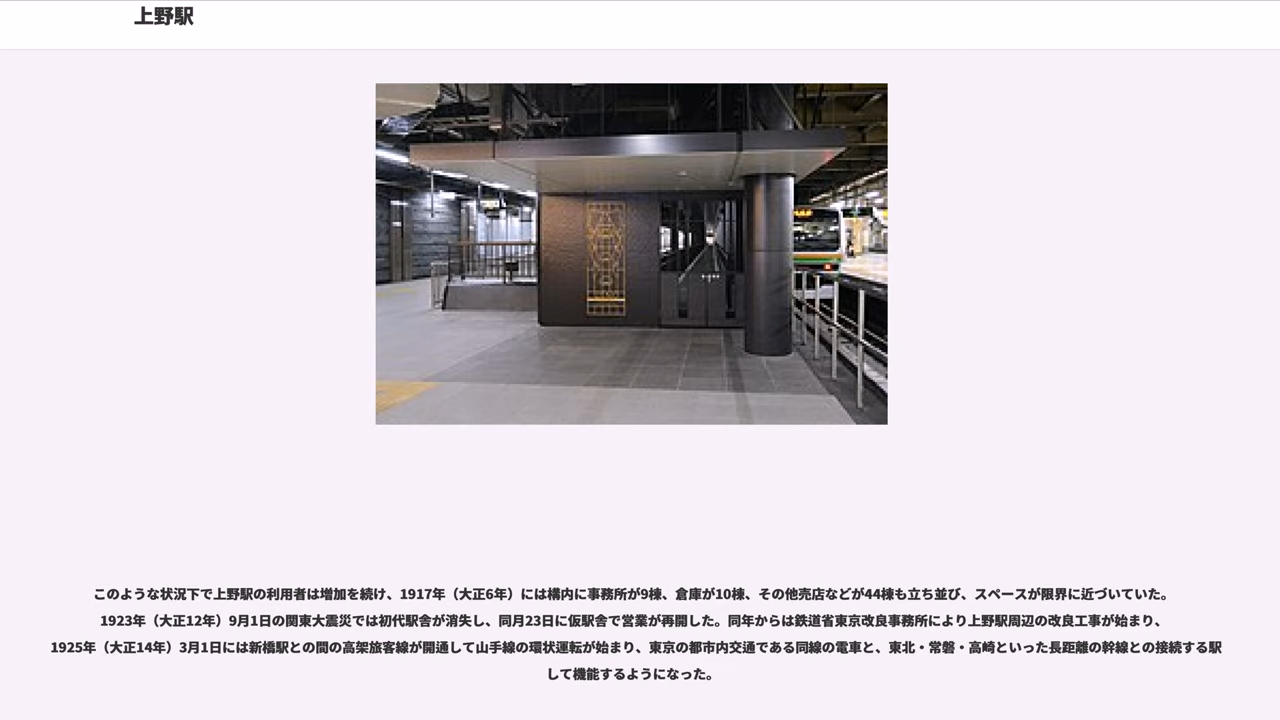 上野駅
このような状況下で上野駅の利用者は増加を続け、1917年（大正6年）には構内に事務所が9棟、倉庫が10棟、その他売店などが44棟も立ち並び、スペースが限界に近づいていた。
1923年（大正12年）9月1日の関東大震災では初代駅舎が消失し、同月23日に仮駅舎で営業が再開した。同年からは鉄道省東京改良事務所により上野駅周辺の改良工事が始まり、
1925年（大正14年）3月1日には新橋駅との間の高架旅客線が開通して山手線の環状運転が始まり、東京の都市内交通である同線の電車と、東北・常磐・高崎といった長距離の幹線との接続する駅
して機能するようになった。